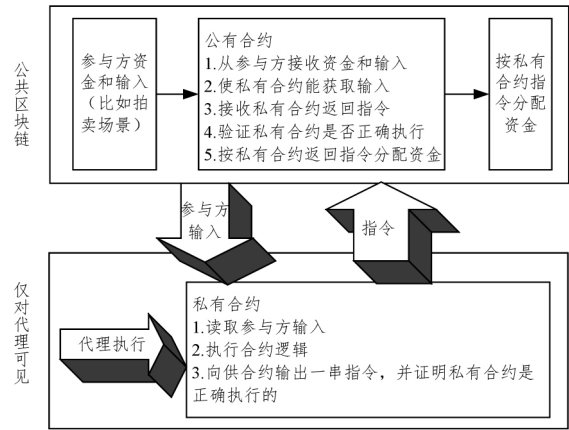 公共区块链
参与方资
金和输入
（比如拍
卖场景）
公有合约
1.从参与方接收资金和输入
2.使私有合约能获取输入
3.接收私有合约返回指令
4.验证私有合约是否正确执行
5.按私有合约返回指令分配资金
按私有
合约指
令分配
资金
参与方
输入
指令
仅对代理可见
代理执行
私有合约
1.读取参与方输入
2.执行合约逻辑
3.向供合约输出一串指令，并证明私有合约是
正确执行的